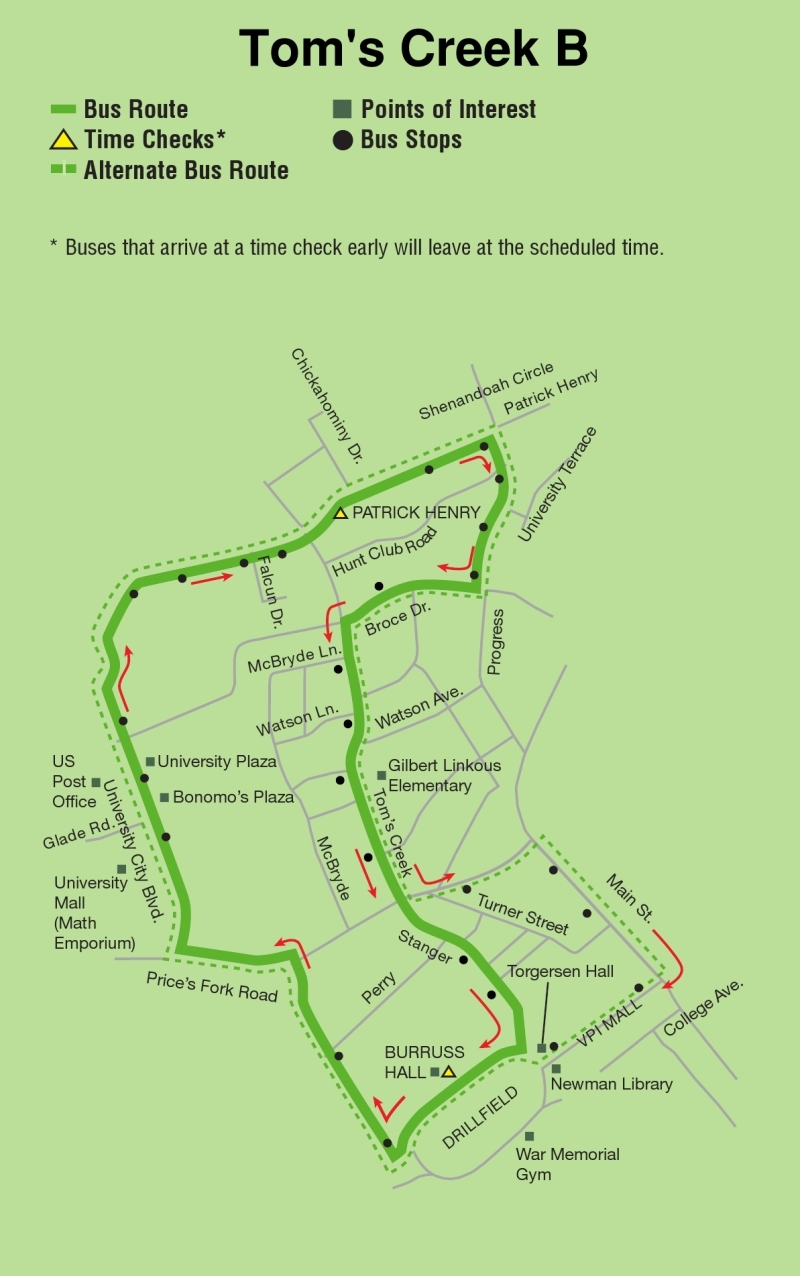 Tom's Creek B
Bus Route
Points of Interest
Time Checks*
Bus Stops
Alternate Bus Route
* Buses that arrive at a time check early will leave at the scheduled time.
Chickahominy Dr.
Shenandoah Circle
Patrick Henry
University Terrace
PATRICK HENRY
Hunt Club Road
Falcun Dr.
Broce Dr.
Progress
McBryde Ln.
Watson Ln.
Watson Ave.
US
Post
Office
University Plaza
Bonomo's Plaza
Gilbert Linkous
Elementary
Glade Rd.
University City Blvd.
Tom's Creek
McBryde
University
Mall
(Math
Emporium)
Main St.
Turner Street
Stanger
Price's Fork Road
Perry
Torgersen Hall
VPI MALL
College Ave.
BURRUSS
HALL
Newman Library
DRILLFIELD
War Memorial
Gym